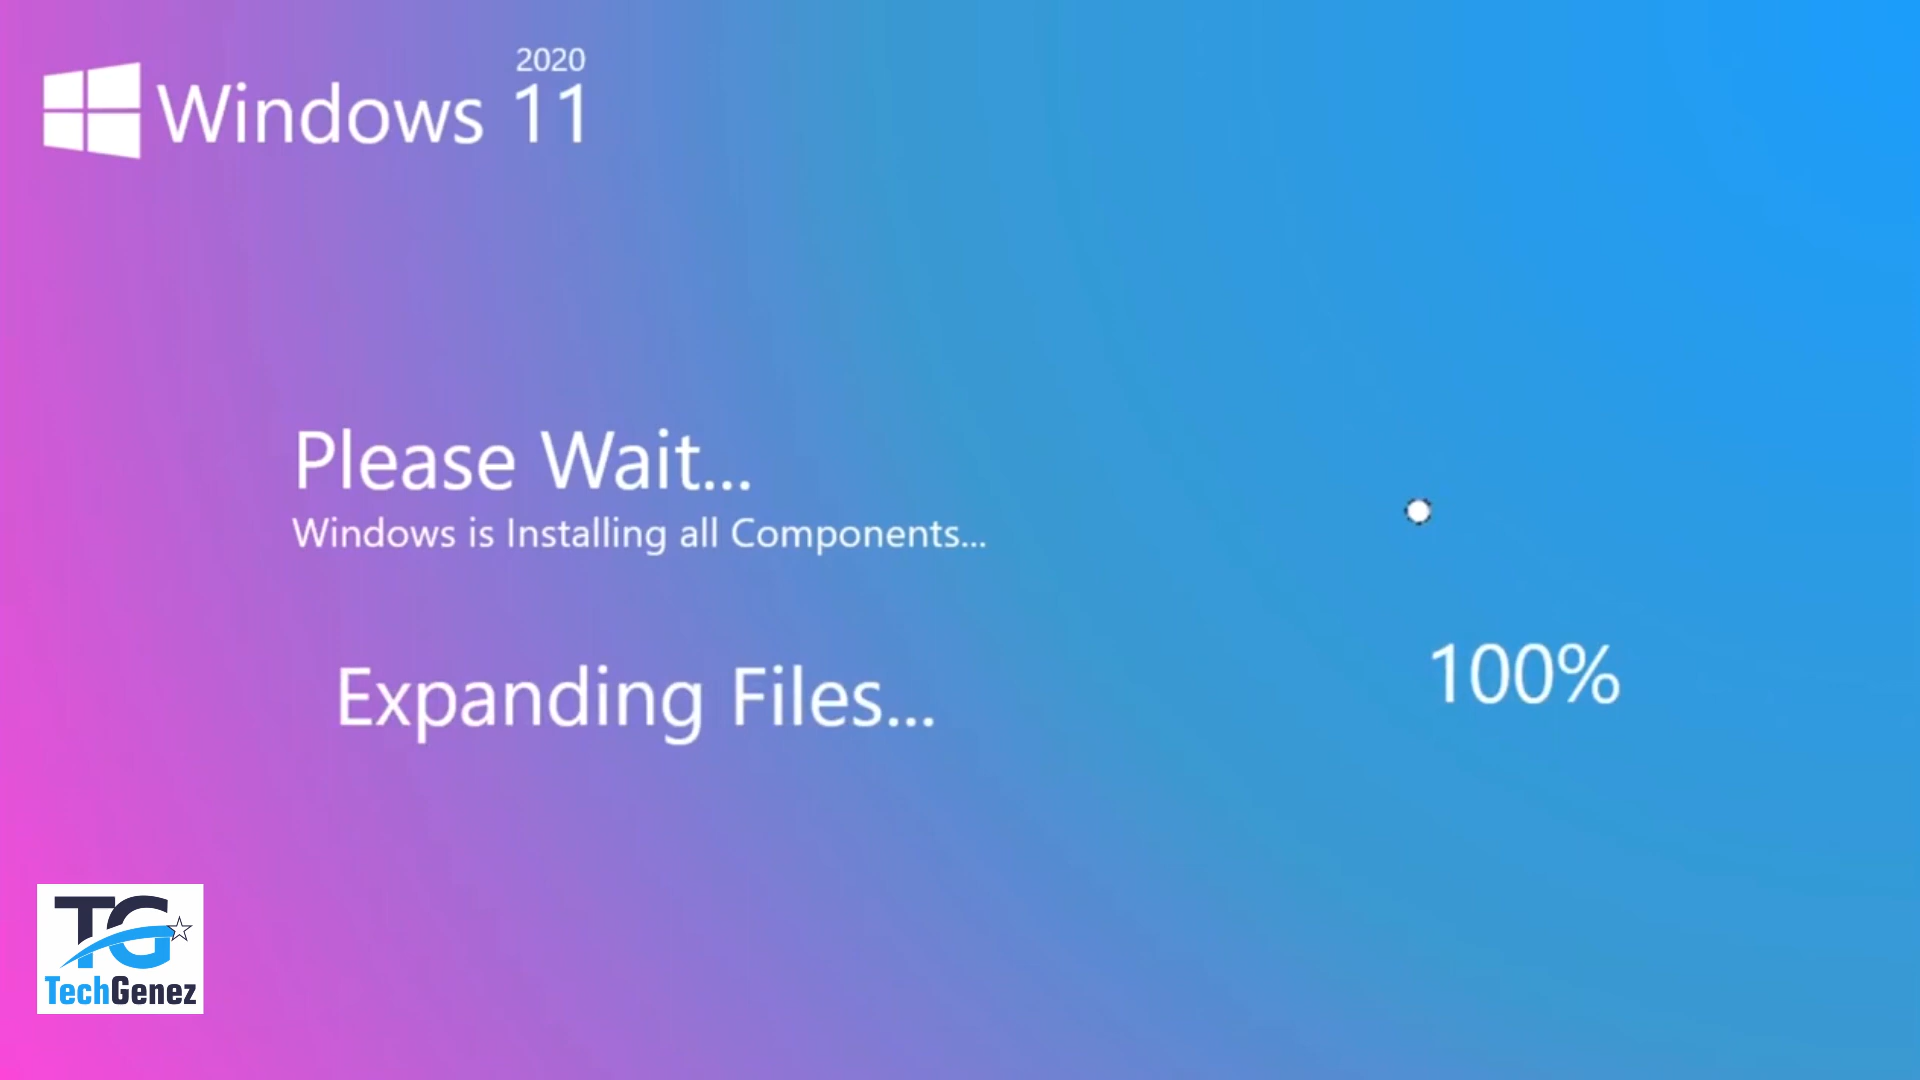 2020
Windows 11
Please Wait...
Windows is Installing all Components...
Expanding Files...
100%
TG
TechGenez